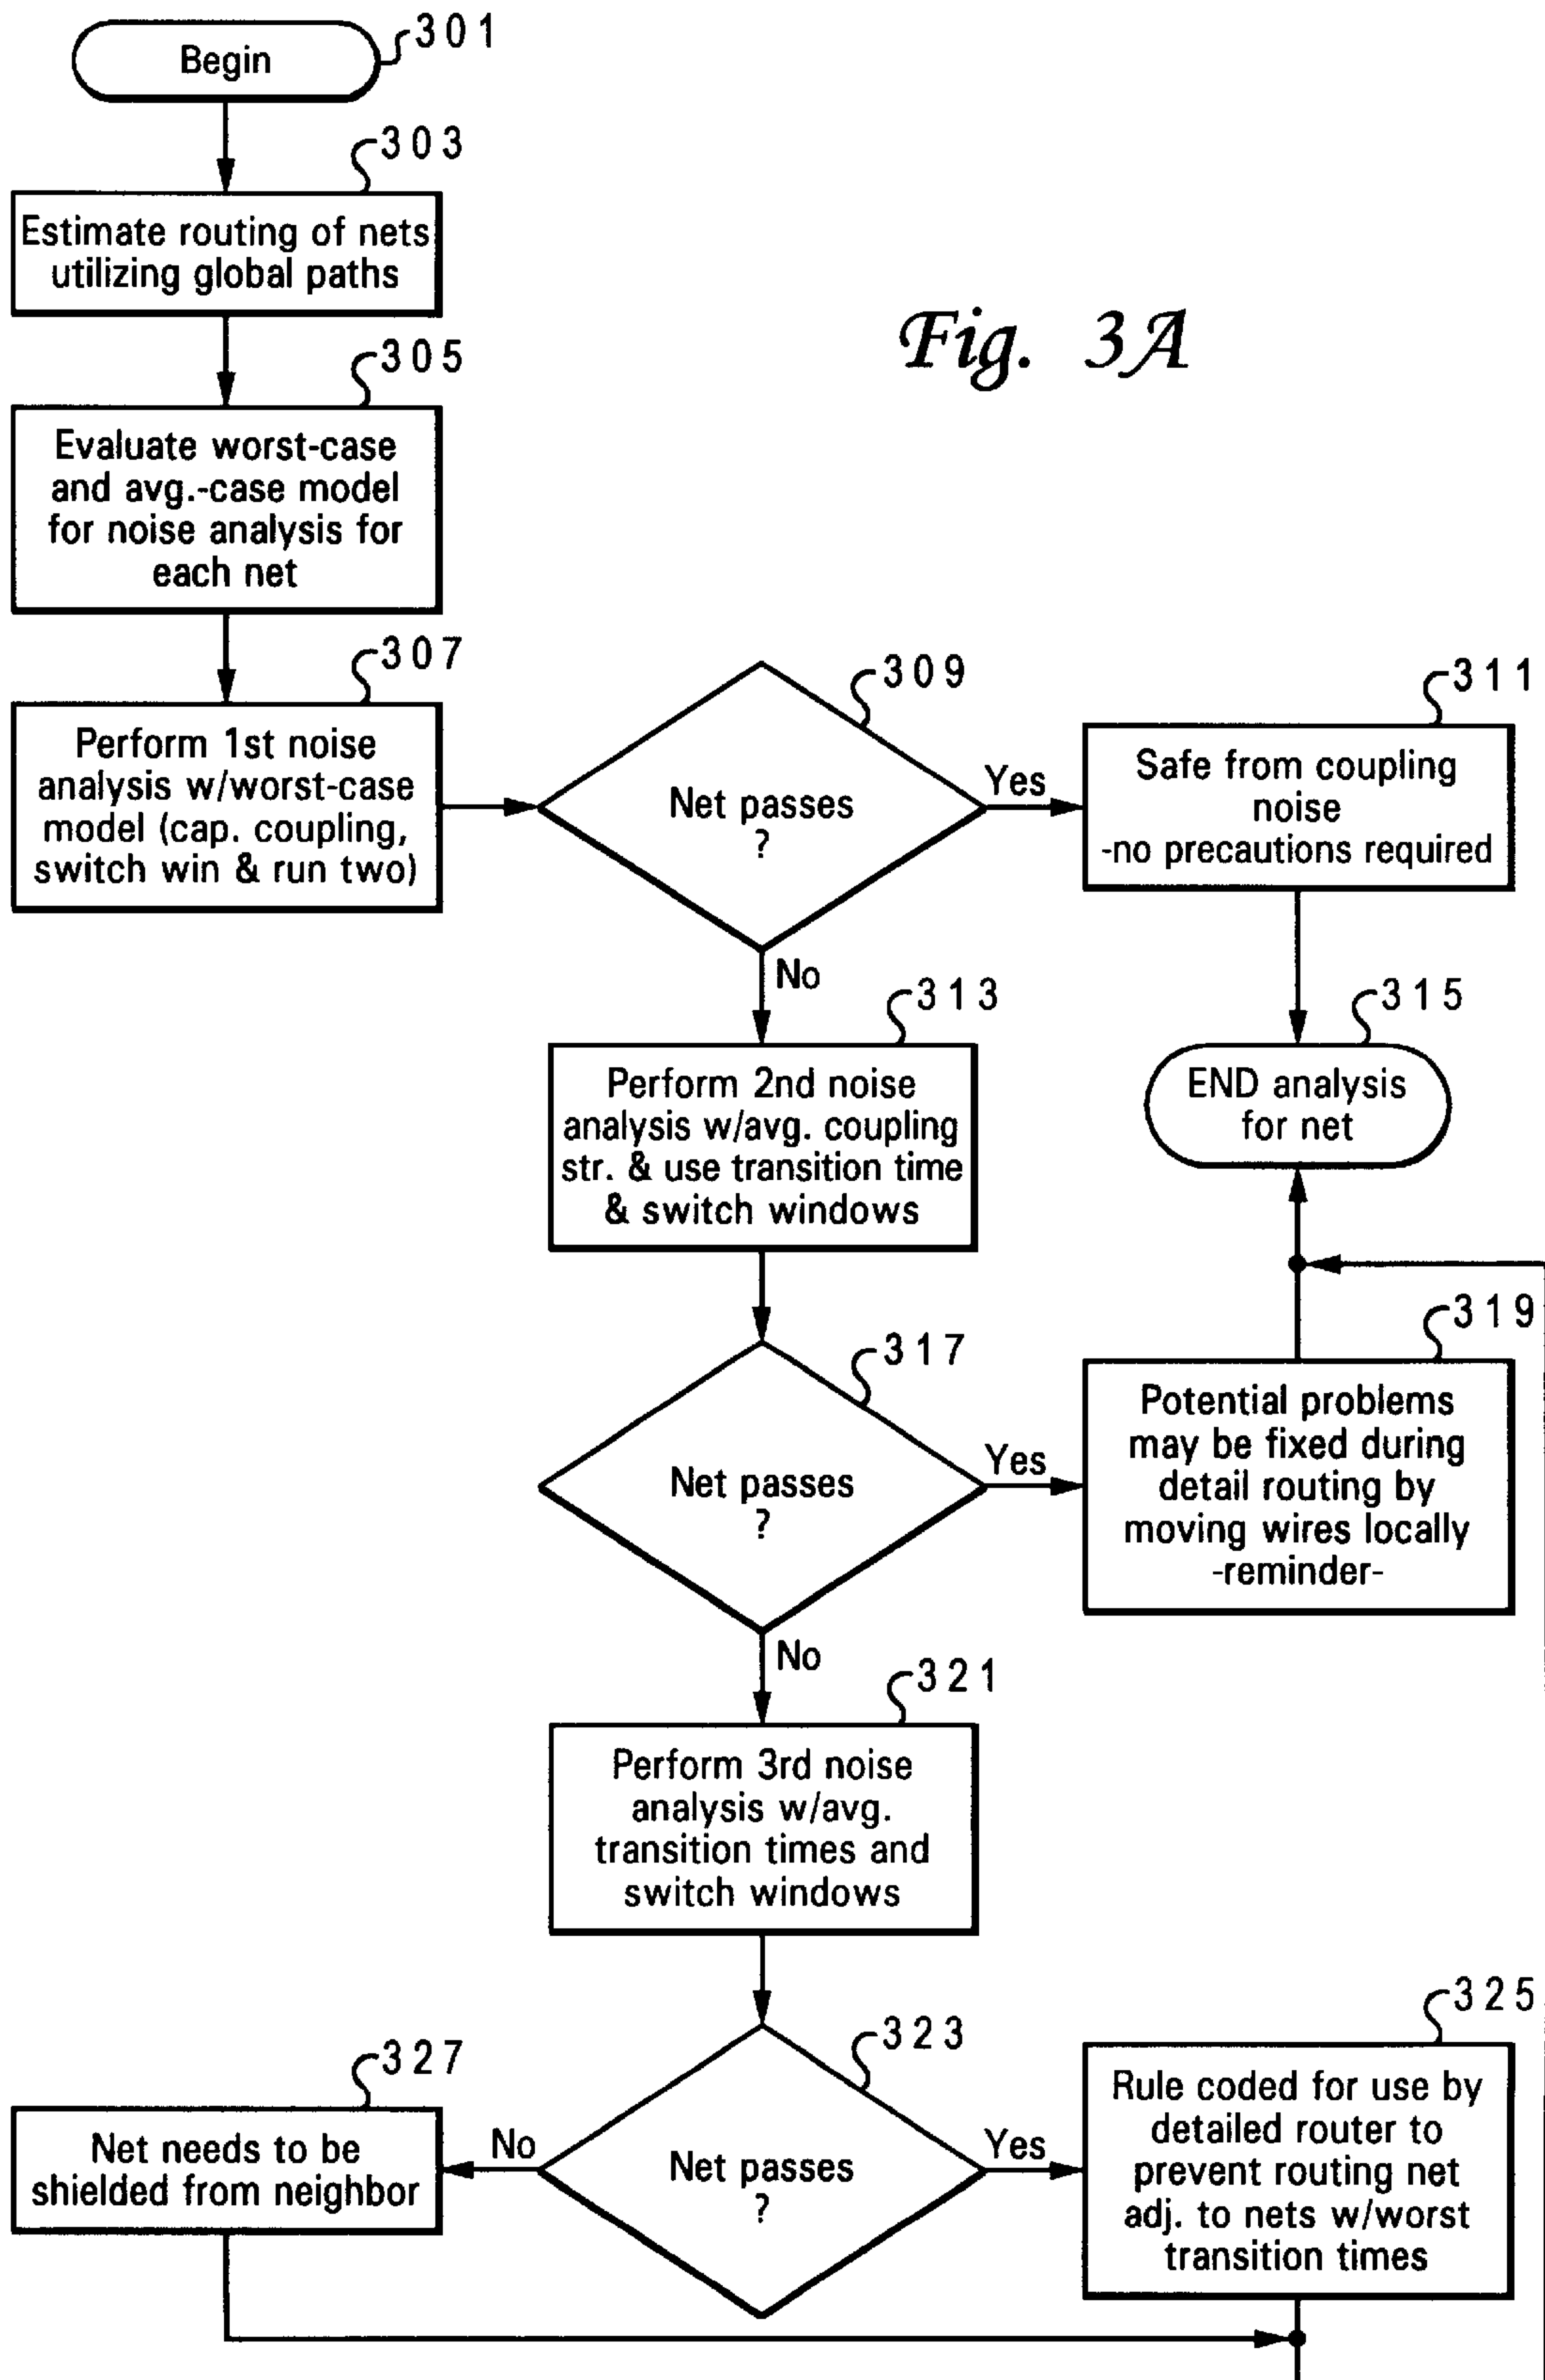 Begin
301
303
Estimate routing of nets
utilizing global paths
Fig. 3A
305
Evaluate worst-case
and avg.-case model
for noise analysis for
each net
307
Perform 1st noise
analysis w/worst-case
model (cap. coupling,
switch win & run two)
309
Net passes
?
Yes
No
311
Safe from coupling
noise
-no precautions required
313
Perform 2nd noise
analysis w/avg. coupling
str. & use transition time
& switch windows
315
END analysis
for net
317
Net passes
?
Yes
No
319
Potential problems
may be fixed during
detail routing by
moving wires locally
-reminder-
321
Perform 3rd noise
analysis w/avg.
transition times and
switch windows
323
Net passes
?
No
Yes
325
Rule coded for use by
detailed router to
prevent routing net
adj. to nets w/worst
transition times
327
Net needs to be
shielded from neighbor